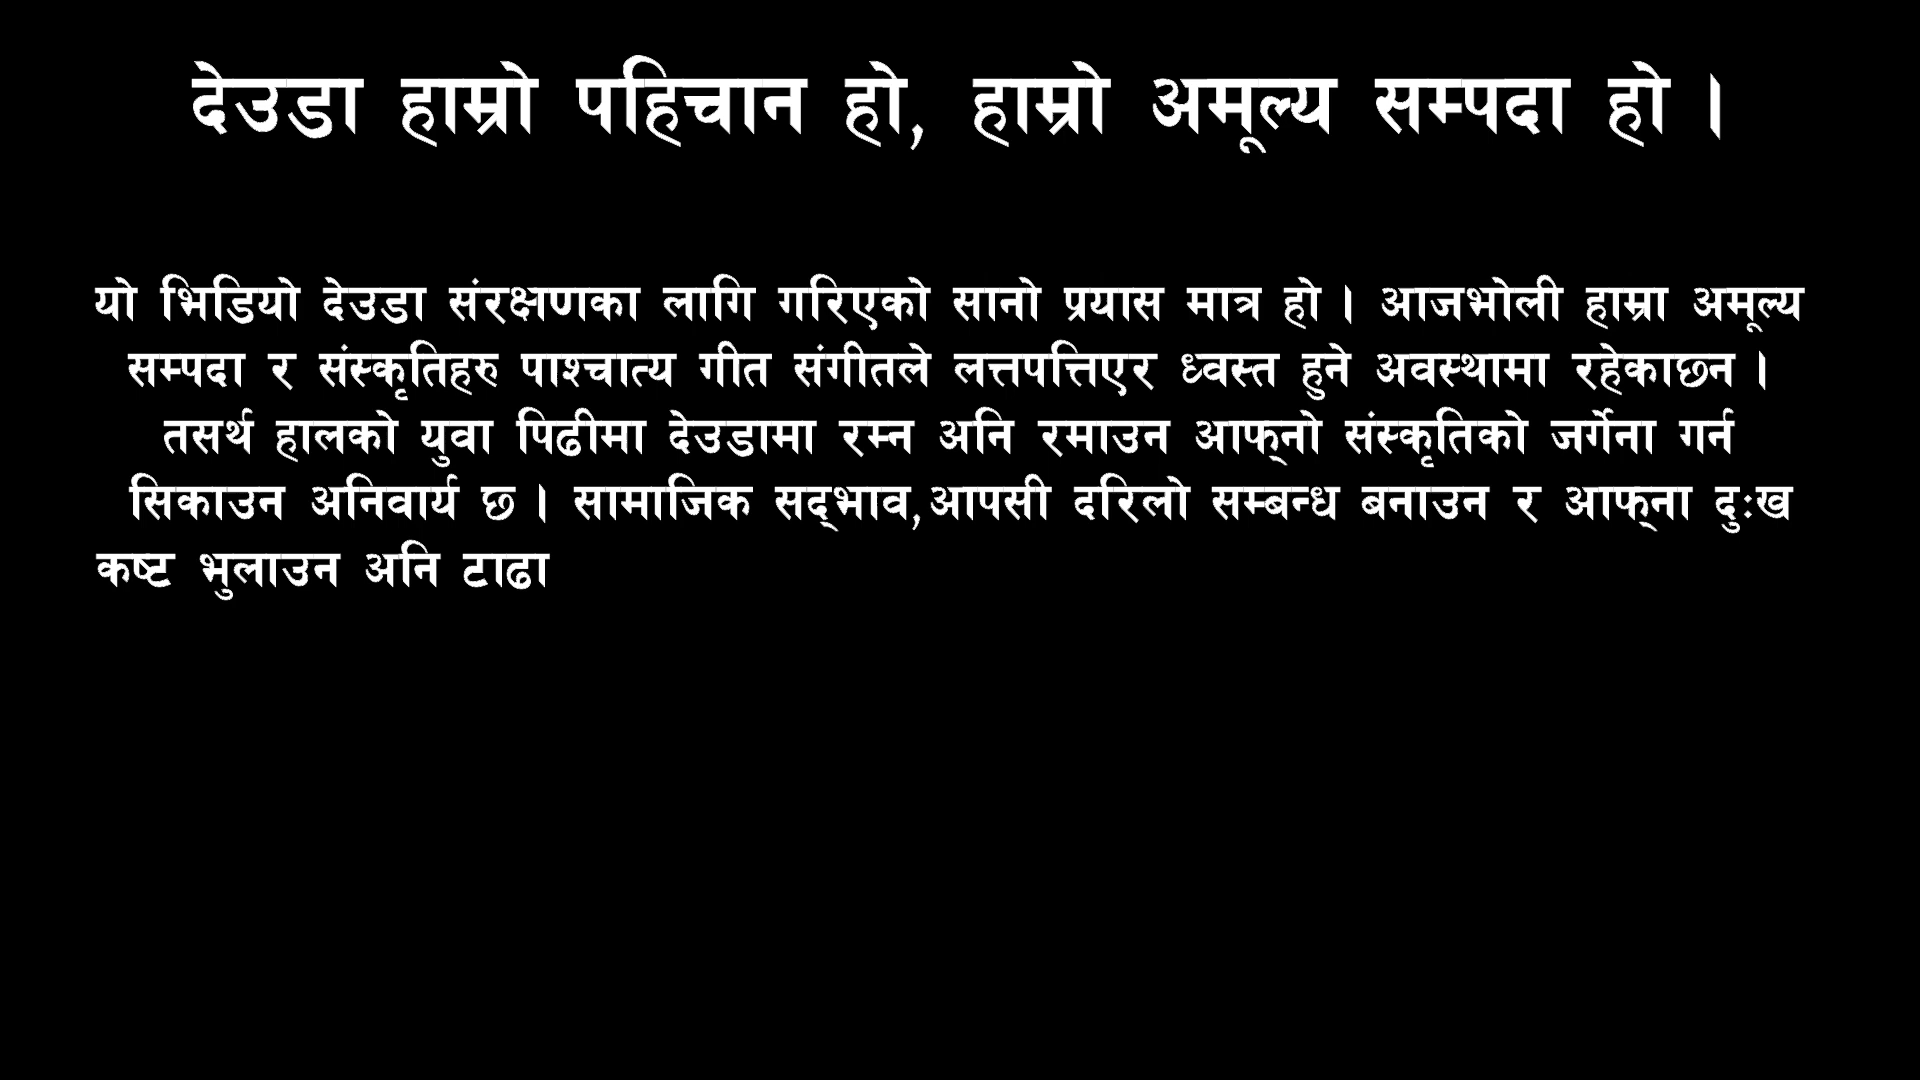 देउडा हाम्रो पहिचान हो, हाम्रो अमूल्य सम्पदा हो ।
यो भिडियो देउडा संरक्षणका लागि गरिएको सानो प्रयास मात्र हो । आजभोली हाम्रा अमूल्य
सम्पदा र संस्कृतिहरु पाश्चात्य गीत संगीतले लत्तपत्तिएर ध्वस्त हुने अवस्थामा रहेकाछन ।
तसर्थ हालको युवा पिढीमा देउडामा रम्न अनि रमाउन आफ्‌नो संस्कृतिको जर्गेना गर्न
सिकाउन अनिवार्य छ । सामाजिक सद्‌भाव,आपसी दरिलो सम्बन्ध बनाउन र आफ्‌ना दुःख
कष्ट भुलाउन अनि टाढा